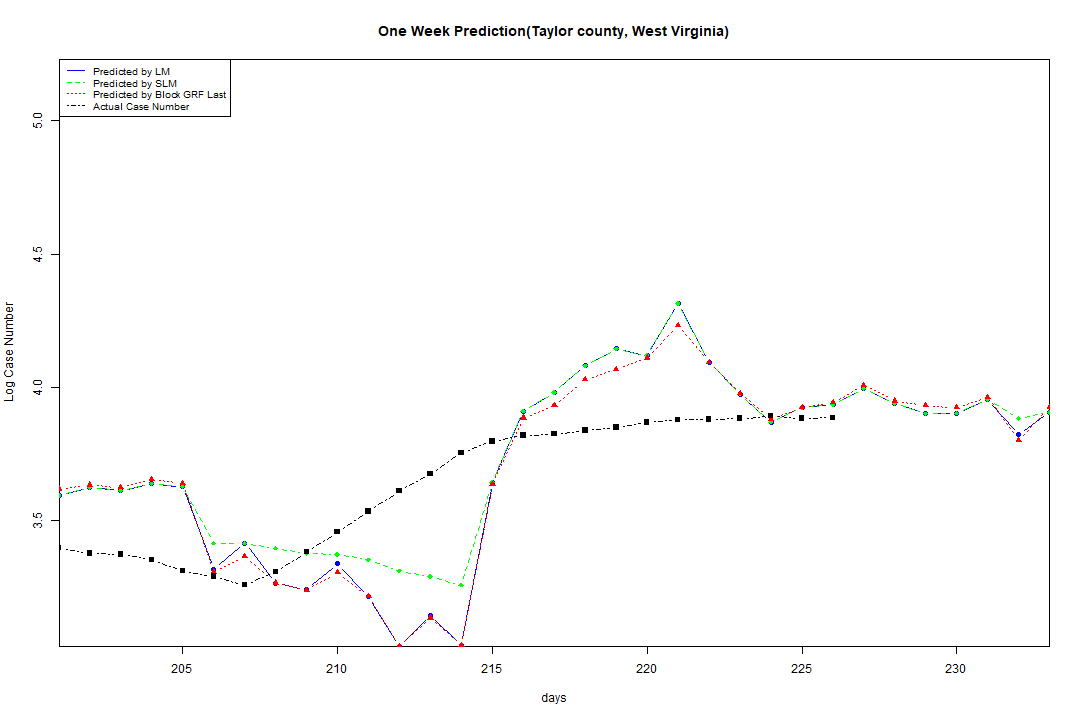 One Week Prediction(Taylor county, West Virginia)
Predicted by LM
Predicted by SLM
Predicted by Block GRF Last
Actual Case Number
5.0
4.5
4.0
3.5
Log Case Number
205 210 215 220 225 230
days